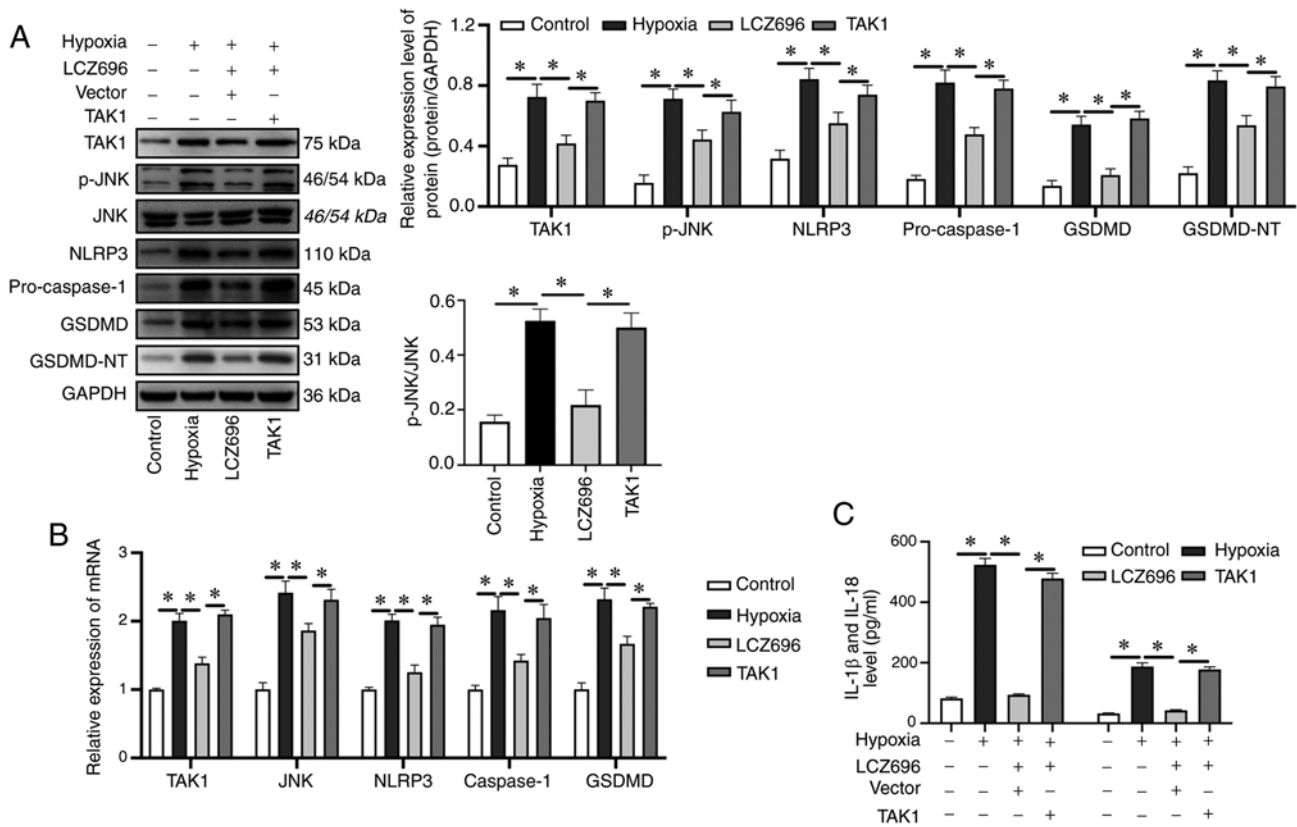 A
Hypoxia – + + +
LCZ696 – – + +
Vector – – + –
TAK1 – – – +
TAK1 75 kDa
p-JNK 46/54 kDa
JNK 46/54 kDa
NLRP3 110 kDa
Pro-caspase-1 45 kDa
GSDMD 53 kDa
GSDMD-NT 31 kDa
GAPDH 36 kDa
Control Hypoxia LCZ696 TAK1
Relative expression level of
protein (protein/GAPDH)
Control Hypoxia LCZ696 TAK1
1.2
0.8
0.4
0.0
* * * * * * * * * * * * * * * * * *
TAK1 p-JNK NLRP3 Pro-caspase-1 GSDMD GSDMD-NT
p-JNK/JNK
0.6
0.4
0.2
0.0
* * *
Control Hypoxia LCZ696 TAK1
B
Relative expression of mRNA
3
2
1
0
* * * * * * * * * * * * * * *
TAK1 JNK NLRP3 Caspase-1 GSDMD
Control
Hypoxia
LCZ696
TAK1
C
IL-1β and IL-18
level (pg/ml)
600
400
200
0
Control Hypoxia
LCZ696 TAK1
* * * * * *
Hypoxia – + + + – + + +
LCZ696 – – + + – – + +
Vector – – + – – – + –
TAK1 – – – + – – – +